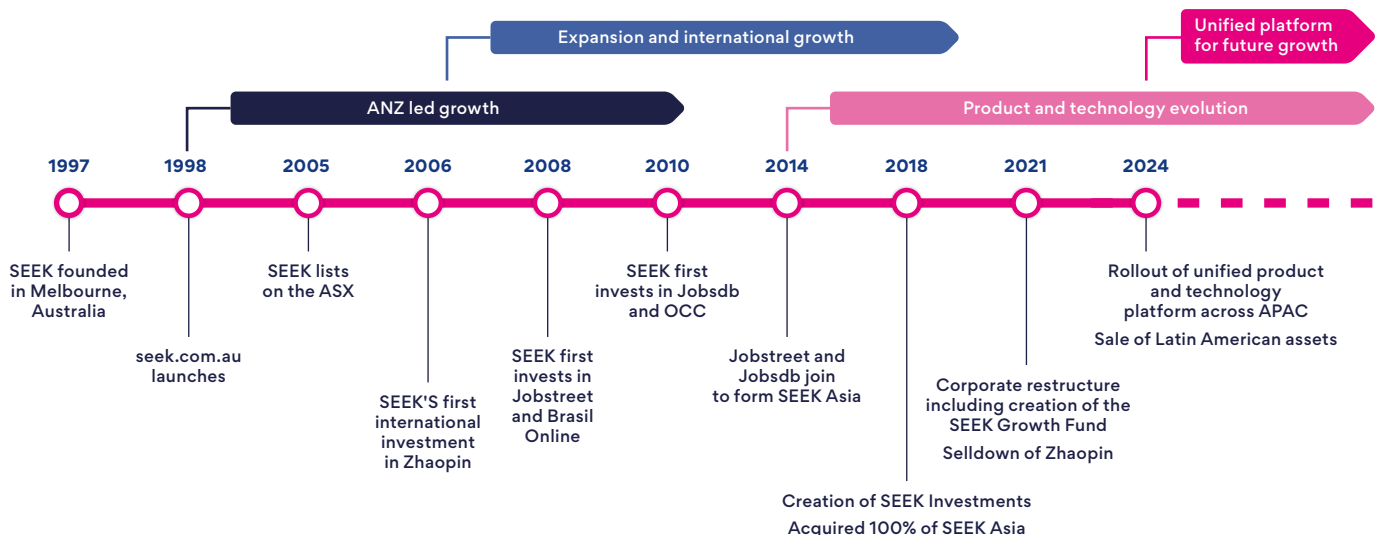 Expansion and international growth
Unified platform
for future growth
ANZ led growth
Product and technology evolution
1997
1998
2005
2006
2008
2010
2014
2018
2021
2024
SEEK founded
in Melbourne,
Australia
seek.com.au
launches
SEEK lists
on the ASX
SEEK'S first
international
investment
in Zhaopin
SEEK first
invests in
Jobstreet
and Brasil
Online
SEEK first
invests in Jobsdb
and OCC
Jobstreet and
Jobsdb join
to form SEEK Asia
Creation of SEEK Investments
Acquired 100% of SEEK Asia
Corporate restructure
including creation of the
SEEK Growth Fund
Selldown of Zhaopin
Rollout of unified product
and technology
platform across APAC
Sale of Latin American assets